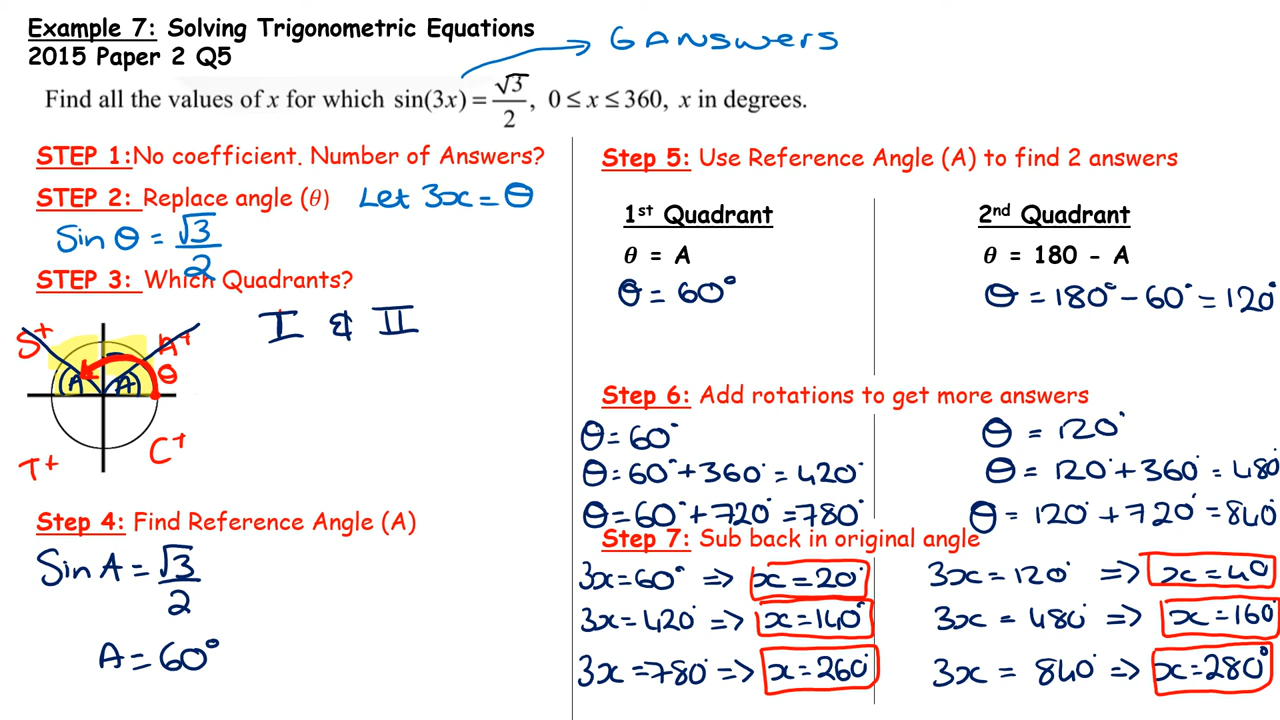 Example 7: Solving Trigonometric Equations
2015 Paper 2 Q5
6 Answers
Find all the values of x for which sin(3x) = √3/2, 0 ≤ x ≤ 360, x in degrees.
STEP 1: No coefficient. Number of Answers?
STEP 2: Replace angle (θ) Let 3x = θ
Sin θ = √3/2
STEP 3: Which Quadrants?
I & II
S+ A+
A A θ
T+ C+
Step 4: Find Reference Angle (A)
Sin A = √3/2
A = 60°
Step 5: Use Reference Angle (A) to find 2 answers
1st Quadrant
θ = A
θ = 60°
2nd Quadrant
θ = 180 - A
θ = 180° - 60° = 120°
Step 6: Add rotations to get more answers
θ = 60°
θ = 60° + 360° = 420°
θ = 60° + 720° = 780°
θ = 120°
θ = 120° + 360° = 480
θ = 120° + 720° = 840°
Step 7: Sub back in original angle
3x = 60° => x = 20°
3x = 420° => x = 140°
3x = 780° => x = 260°
3x = 120° => x = 40
3x = 480° => x = 160°
3x = 840° => x = 280°